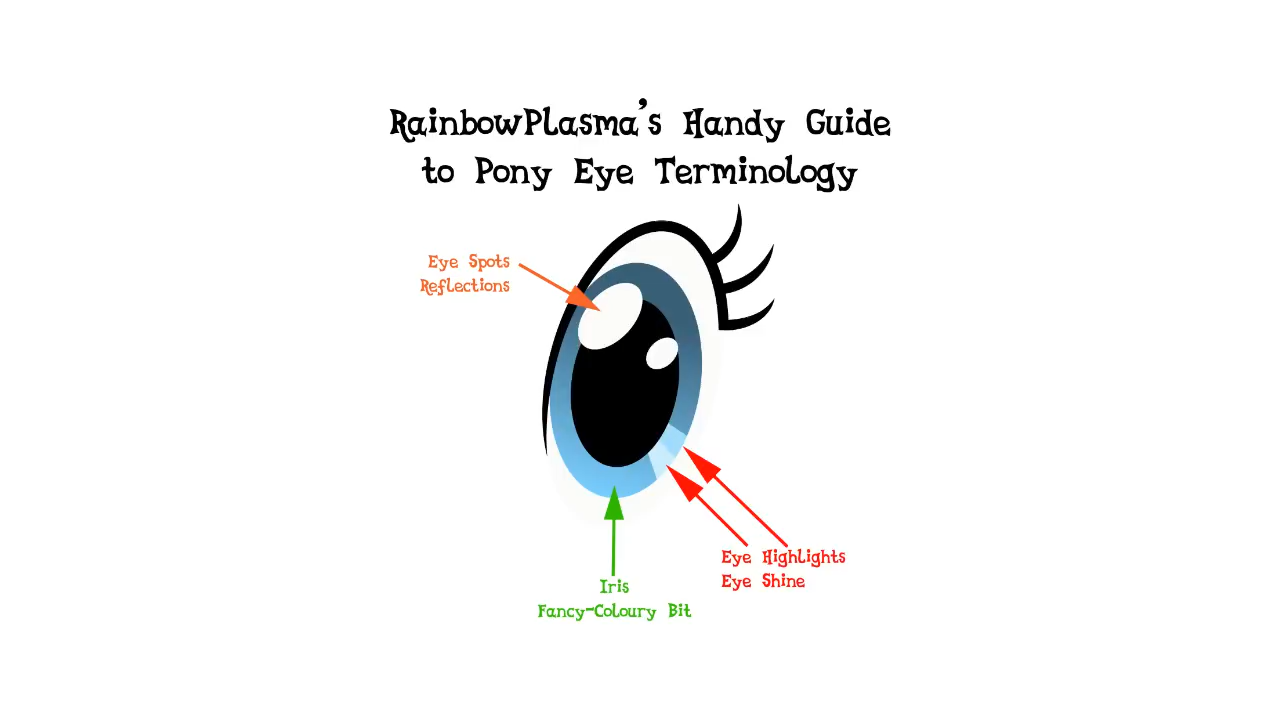 RainbowPlasma's Handy Guide
to Pony Eye Terminology
Eye Spots
Reflections
Eye Highlights
Eye Shine
Iris
Fancy-Coloury Bit